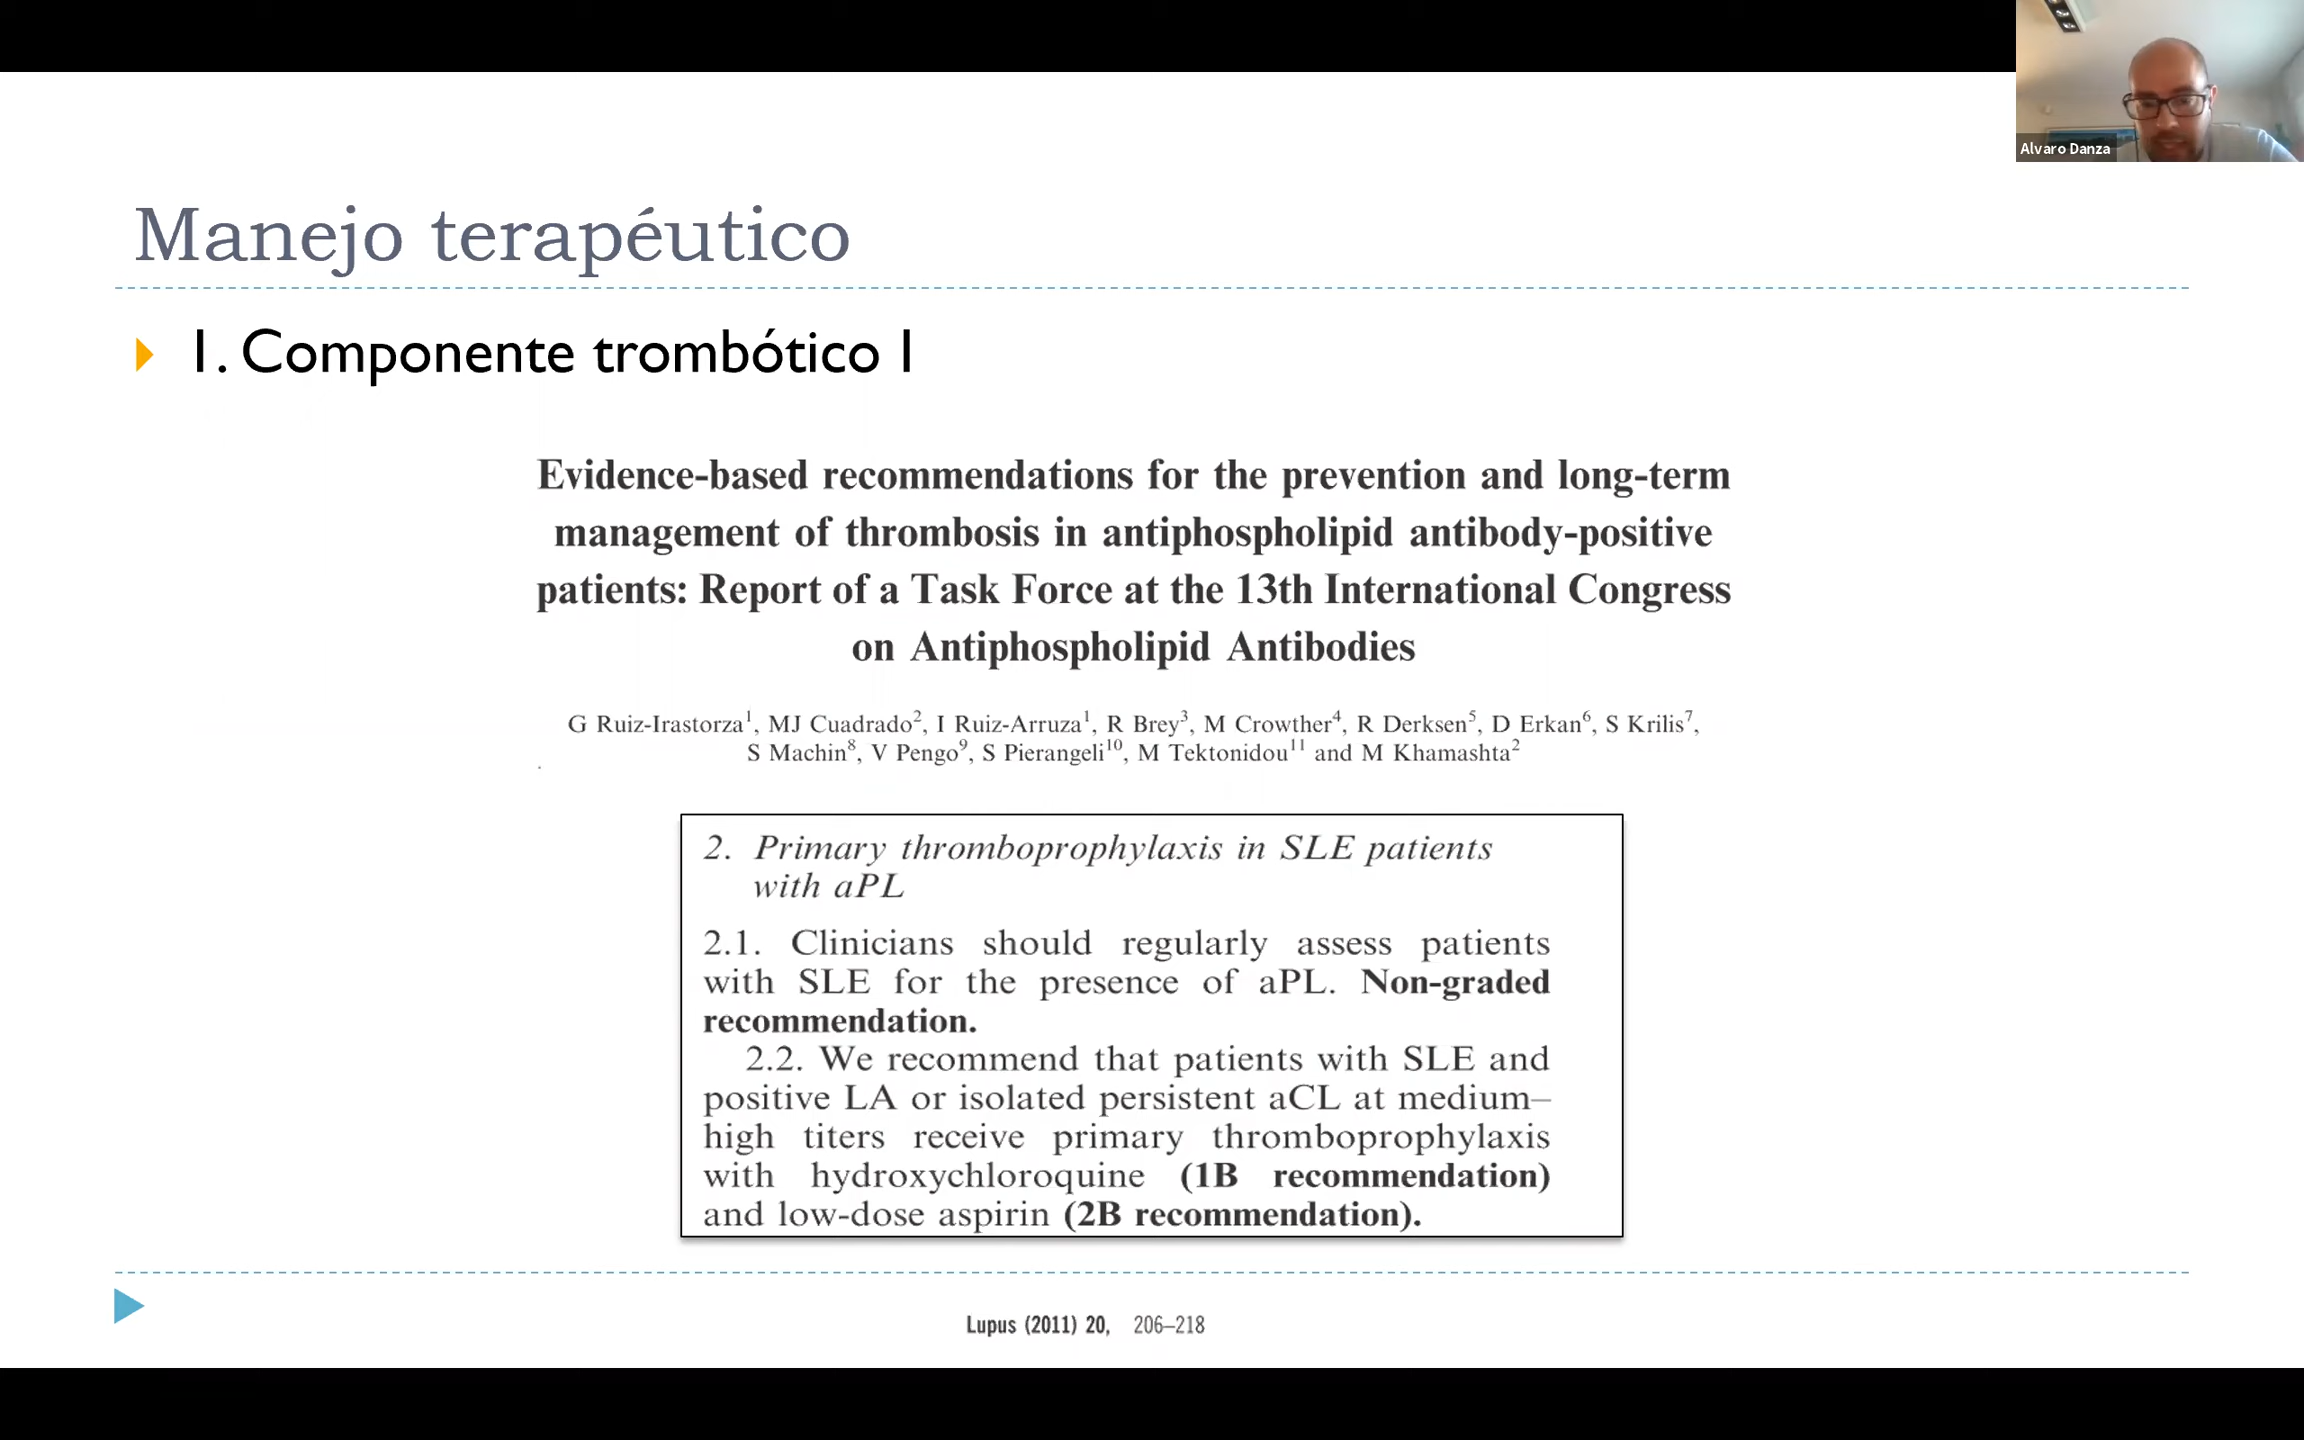 Alvaro Danza
Manejo terapéutico
1. Componente trombótico I
Evidence-based recommendations for the prevention and long-term
management of thrombosis in antiphospholipid antibody-positive
patients: Report of a Task Force at the 13th International Congress
on Antiphospholipid Antibodies
G Ruiz-Irastorza¹, MJ Cuadrado², I Ruiz-Arruza¹, R Brey³, M Crowther⁴, R Derksen⁵, D Erkan⁶, S Krilis⁷,
S Machin⁸, V Pengo⁹, S Pierangeli¹⁰, M Tektonidou¹¹ and M Khamashta²
2. Primary thromboprophylaxis in SLE patients
with aPL
2.1. Clinicians should regularly assess patients
with SLE for the presence of aPL. Non-graded
recommendation.
2.2. We recommend that patients with SLE and
positive LA or isolated persistent aCL at medium–
high titers receive primary thromboprophylaxis
with hydroxychloroquine (1B recommendation)
and low-dose aspirin (2B recommendation).
Lupus (2011) 20, 206–218